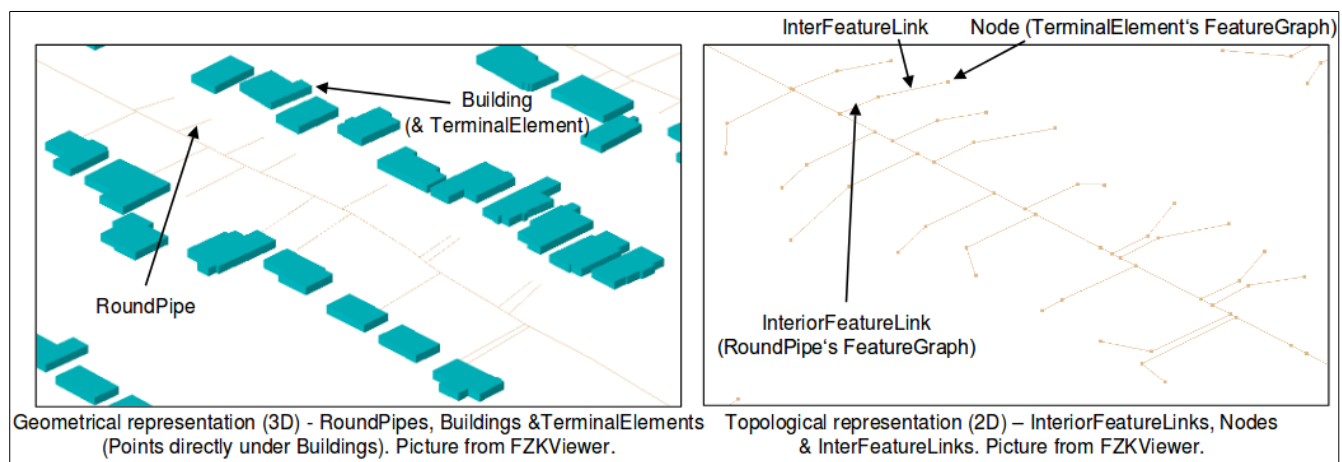 InterFeatureLink
Node (TerminalElement‘s FeatureGraph)
Building
(& TerminalElement)
RoundPipe
InteriorFeatureLink
(RoundPipe‘s FeatureGraph)
Geometrical representation (3D) - RoundPipes, Buildings &TerminalElements
(Points directly under Buildings). Picture from FZKViewer.
Topological representation (2D) – InteriorFeatureLinks, Nodes
& InterFeatureLinks. Picture from FZKViewer.